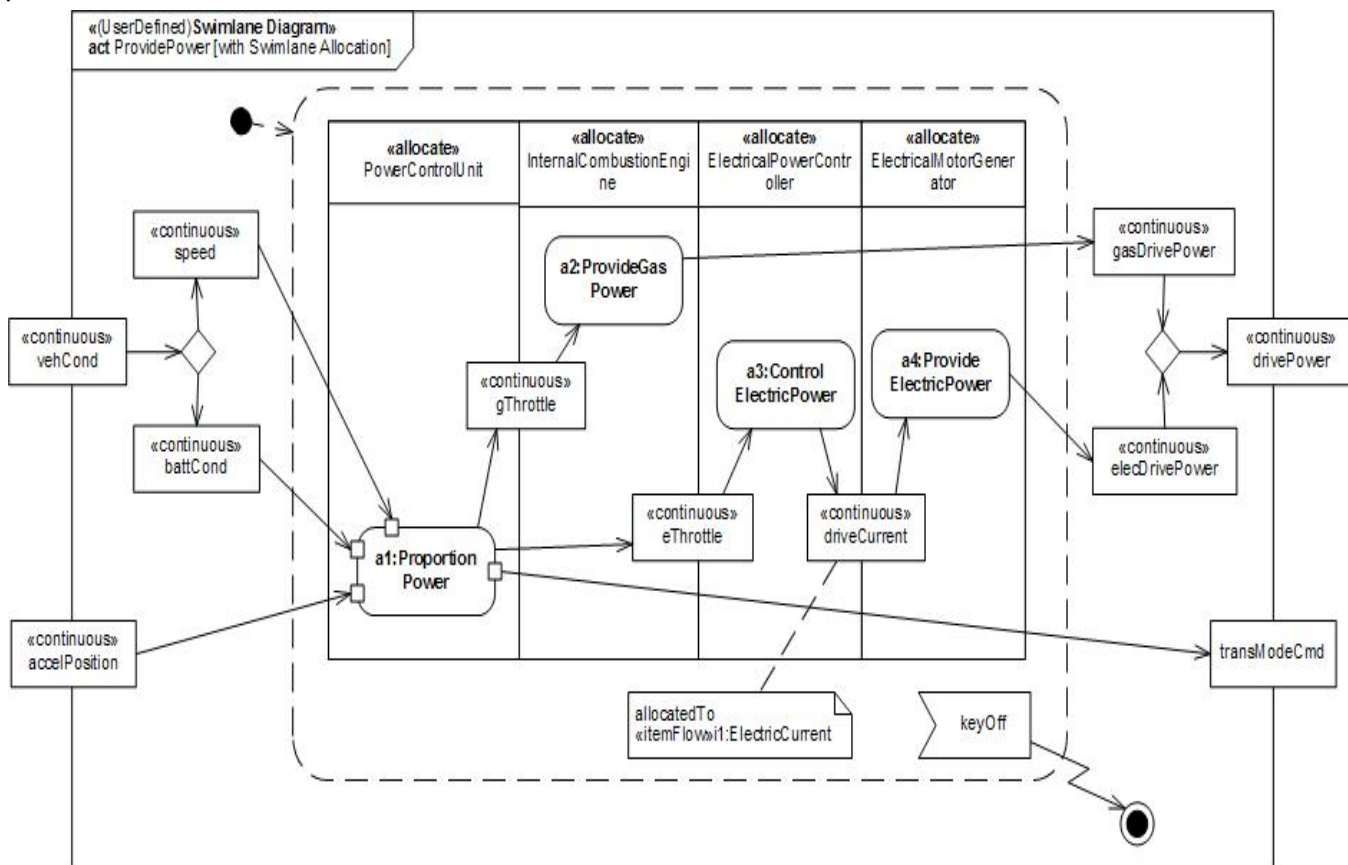 «(UserDefined) Swimlane Diagram»
act ProvidePower [with Swimlane Allocation]
«allocate»
PowerControlUnit
«allocate»
InternalCombustionEngi
ne
«allocate»
ElectricalPowerContr
oller
«allocate»
ElectricalMotorGener
ator
«continuous»
speed
«continuous»
vehCond
«continuous»
battCond
«continuous»
accelPosition
a1:Proportion
Power
«continuous»
gThrottle
a2:ProvideGas
Power
«continuous»
eThrottle
a3:Control
ElectricPower
«continuous»
driveCurrent
a4:Provide
ElectricPower
«continuous»
gasDrivePower
«continuous»
drivePower
«continuous»
elecDrivePower
transModeCmd
allocatedTo
«itemFlow»i1:ElectricCurrent
keyOff